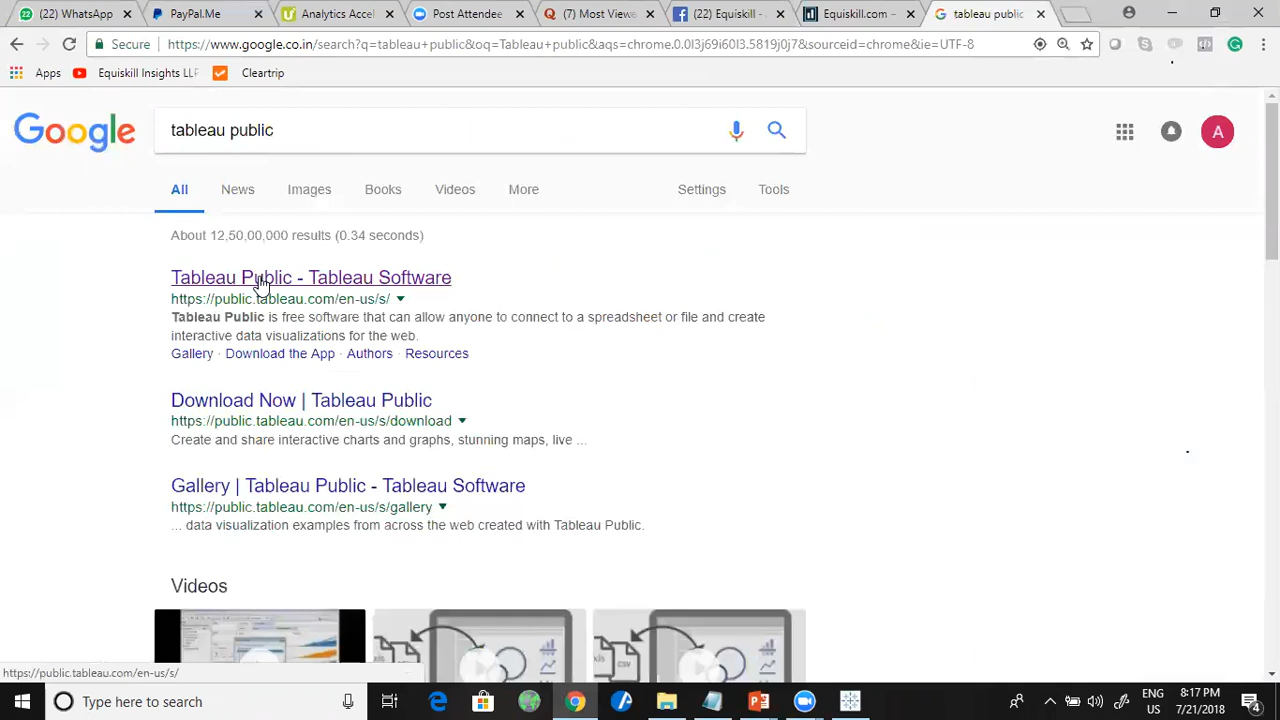 (22) WhatsApp
PayPal.Me
Analytics Accel
Post Attendee
(7) Most Viewe
(22) Equiskill -
Equiskill.com -
tableau public
Secure
https://www.google.co.in/search?q=tableau+public&oq=Tableau+public&aqs=chrome.0.0l3j69i60l3.5819j0j7&sourceid=chrome&ie=UTF-8
Apps
Equiskill Insights LLP
Cleartrip
Google
tableau public
A
All
News
Images
Books
Videos
More
Settings
Tools
About 12,50,00,000 results (0.34 seconds)
Tableau Public - Tableau Software
https://public.tableau.com/en-us/s/
Tableau Public is free software that can allow anyone to connect to a spreadsheet or file and create
interactive data visualizations for the web.
Gallery · Download the App · Authors · Resources
Download Now | Tableau Public
https://public.tableau.com/en-us/s/download
Create and share interactive charts and graphs, stunning maps, live ...
Gallery | Tableau Public - Tableau Software
https://public.tableau.com/en-us/s/gallery
... data visualization examples from across the web created with Tableau Public.
Videos
CSV
https://public.tableau.com/en-us/s/
Type here to search
ENG
US
8:17 PM
7/21/2018
4